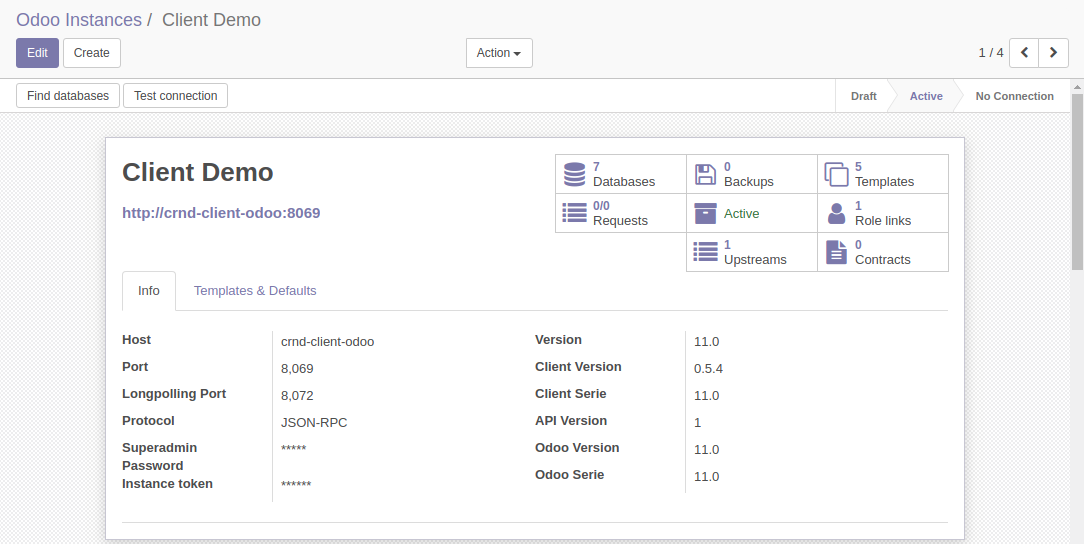 Odoo Instances / Client Demo
Edit Create Action 1 / 4
Find databases Test connection Draft Active No Connection
Client Demo
http://crnd-client-odoo:8069
7 Databases 0 Backups 5 Templates
0/0 Requests Active 1 Role links
1 Upstreams 0 Contracts
Info Templates & Defaults
Host crnd-client-odoo Version 11.0
Port 8,069 Client Version 0.5.4
Longpolling Port 8,072 Client Serie 11.0
Protocol JSON-RPC API Version 1
Superadmin Password ***** Odoo Version 11.0
Instance token ****** Odoo Serie 11.0